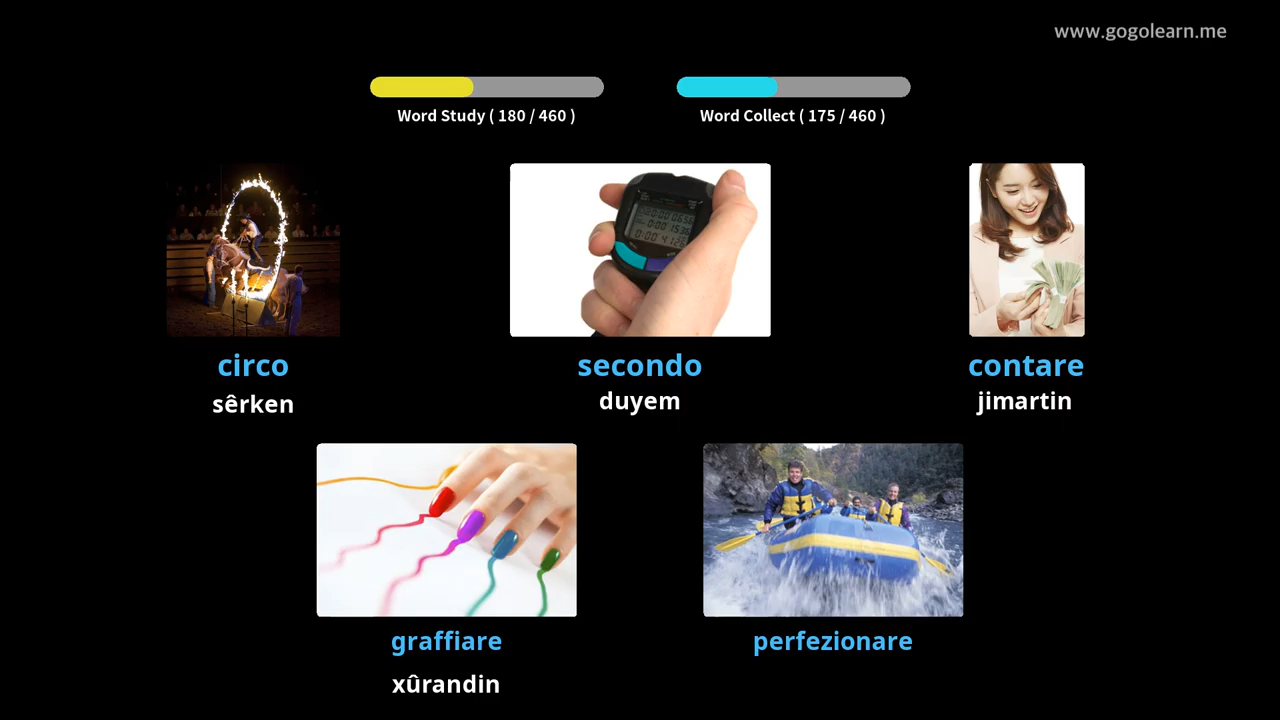 www.gogolearn.me
Word Study ( 180 / 460 )
Word Collect ( 175 / 460 )
circo
sêrken
secondo
duyem
contare
jimartin
graffiare
xûrandin
perfezionare